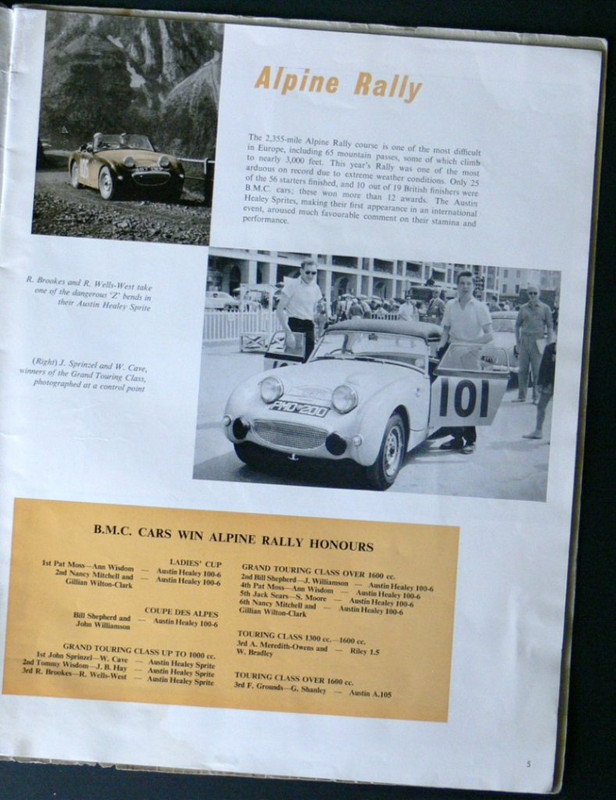 Alpine Rally
The 2,355-mile Alpine Rally course is one of the most difficult
in Europe, including 65 mountain passes, some of which climb
to nearly 3,000 feet. This year's Rally was one of the most
arduous on record due to extreme weather conditions. Only 25
of the 56 starters finished, and 10 out of 19 British finishers were
B.M.C. cars; these won more than 12 awards. The Austin
Healey Sprites, making their first appearance in an international
event, aroused much favourable comment on their stamina and
performance.
R. Brookes and R. Wells-West take
one of the dangerous 'Z' bends in
their Austin Healey Sprite
(Right) J. Sprinzel and W. Cave,
winners of the Grand Touring Class,
photographed at a control point
PMO·200
101
B.M.C. CARS WIN ALPINE RALLY HONOURS
LADIES' CUP
1st Pat Moss—Ann Wisdom — Austin Healey 100-6
2nd Nancy Mitchell and — Austin Healey 100-6
Gillian Wilton-Clark
COUPE DES ALPES
Bill Shepherd and — Austin Healey 100-6
John Williamson
GRAND TOURING CLASS UP TO 1000 cc.
1st John Sprinzel—W. Cave — Austin Healey Sprite
2nd Tommy Wisdom—J. B. Hay — Austin Healey Sprite
3rd R. Brookes—R. Wells-West — Austin Healey Sprite
GRAND TOURING CLASS OVER 1600 cc.
2nd Bill Shepherd—J. Williamson — Austin Healey 100-6
4th Pat Moss—Ann Wisdom — Austin Healey 100-6
5th Jack Sears—S. Moore — Austin Healey 100-6
6th Nancy Mitchell and — Austin Healey 100-6
Gillian Wilton-Clark
TOURING CLASS 1300 cc.—1600 cc.
3rd A. Meredith-Owens and — Riley 1.5
W. Bradley
TOURING CLASS OVER 1600 cc.
3rd F. Grounds—G. Shanley — Austin A.105
5